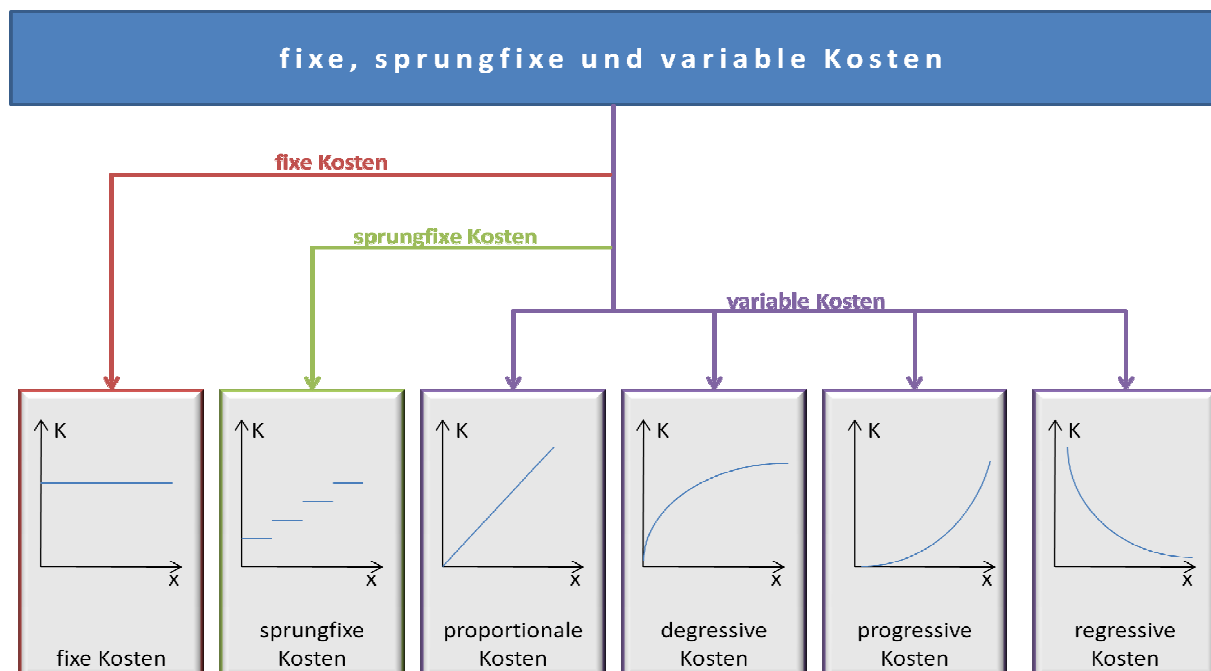 fixe, sprungfixe und variable Kosten
fixe Kosten
sprungfixe Kosten
variable Kosten
K
x
fixe Kosten
K
x
sprungfixe
Kosten
K
x
proportionale
Kosten
K
x
degressive
Kosten
K
x
progressive
Kosten
K
x
regressive
Kosten